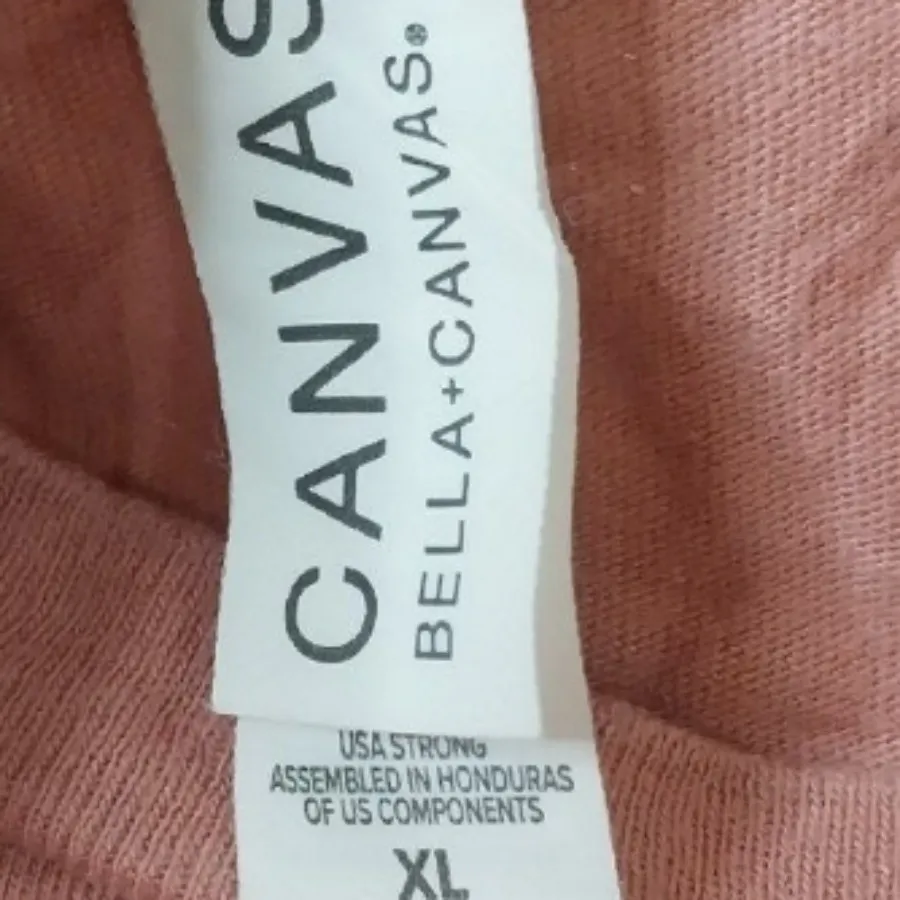 CANVAS
BELLA+CANVAS®
USA STRONG
ASSEMBLED IN HONDURAS
OF US COMPONENTS
XL